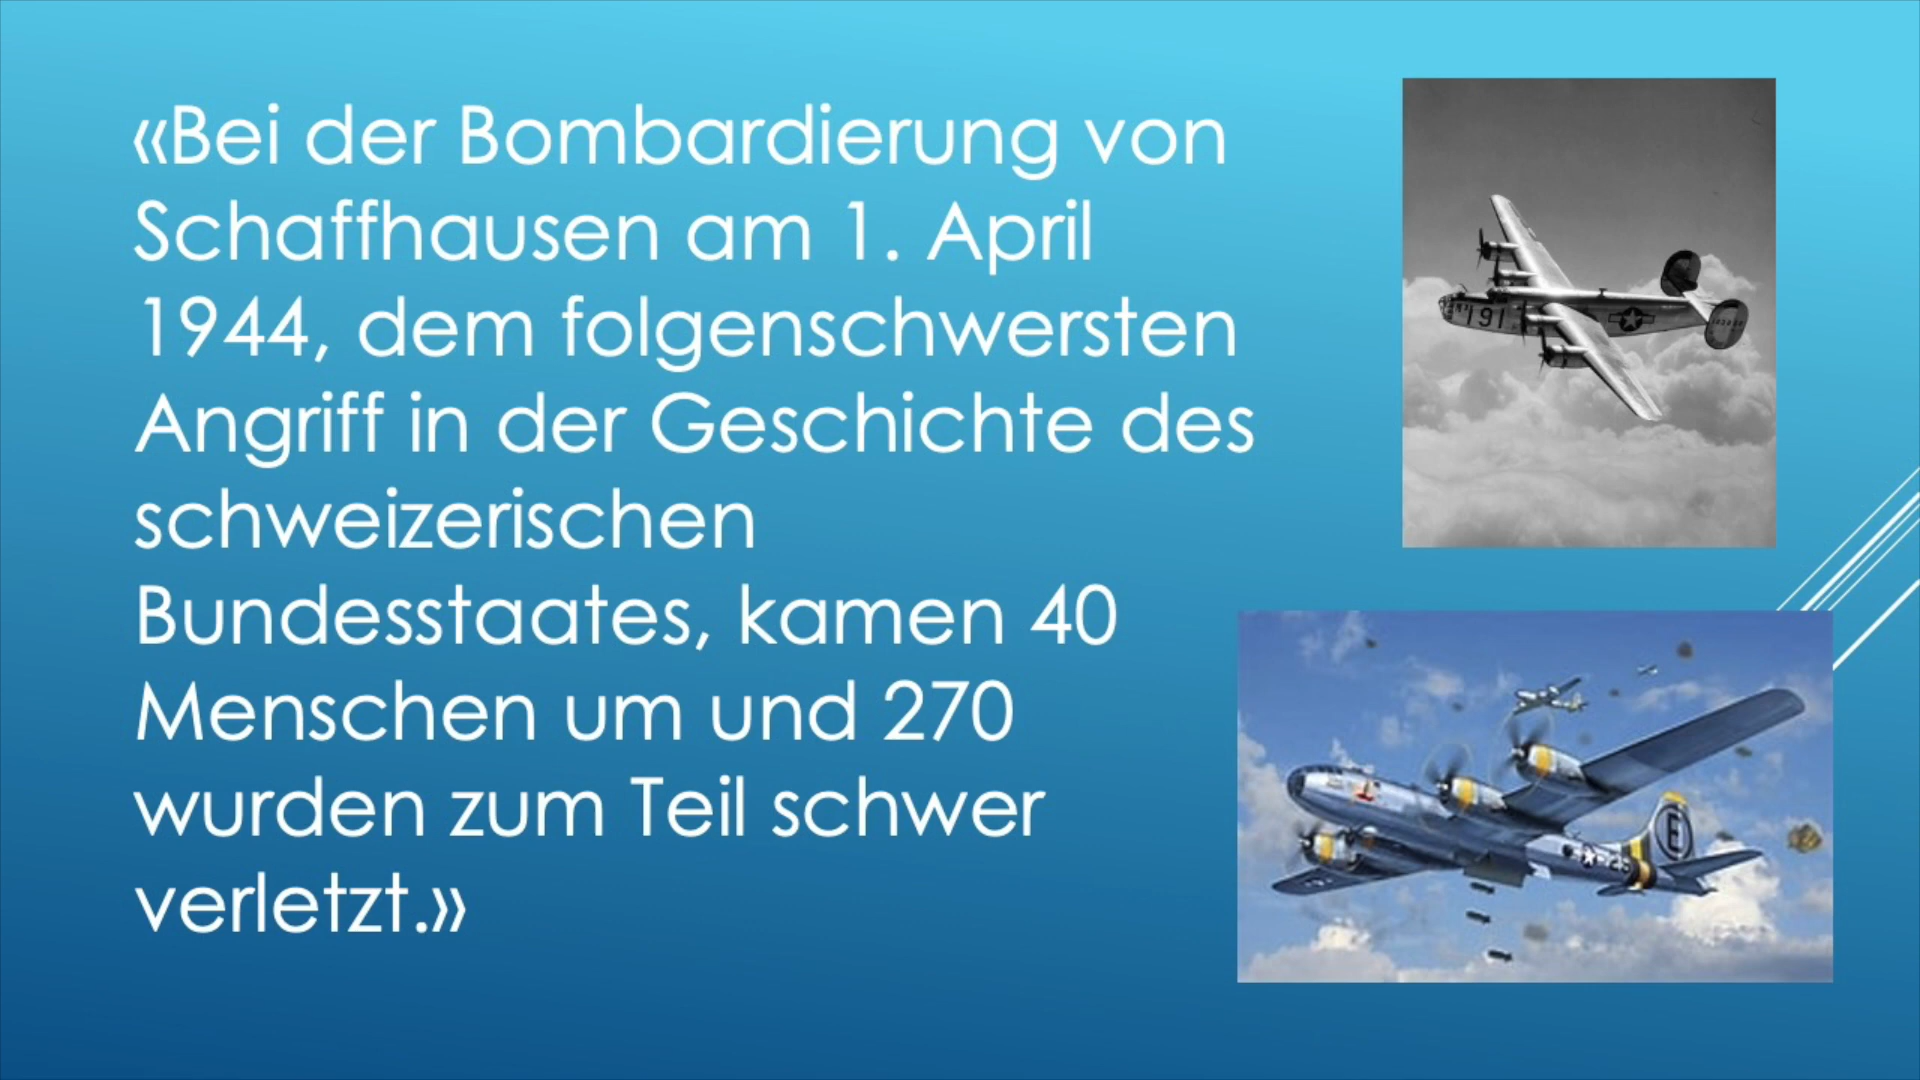 «Bei der Bombardierung von
Schaffhausen am 1. April
1944, dem folgenschwersten
Angriff in der Geschichte des
schweizerischen
Bundesstaates, kamen 40
Menschen um und 270
wurden zum Teil schwer
verletzt.»
191
E